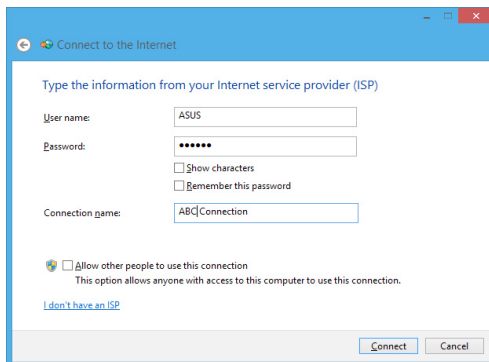 Connect to the Internet
Type the information from your Internet service provider (ISP)
User name: ASUS
Password: ••••••
Show characters
Remember this password
Connection name: ABC Connection
Allow other people to use this connection
This option allows anyone with access to this computer to use this connection.
I don't have an ISP
Connect Cancel